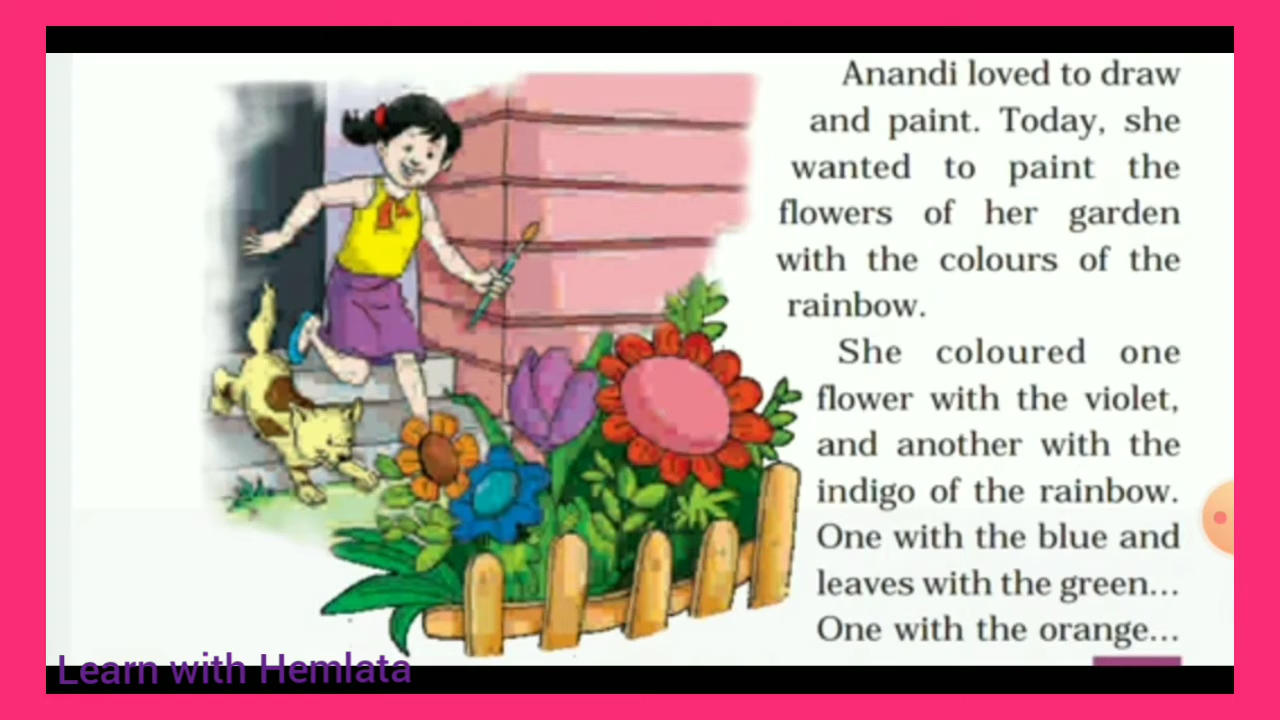 Anandi loved to draw
and paint. Today, she
wanted to paint the
flowers of her garden
with the colours of the
rainbow.
She coloured one
flower with the violet,
and another with the
indigo of the rainbow.
One with the blue and
leaves with the green...
One with the orange...
Learn with Hemlata